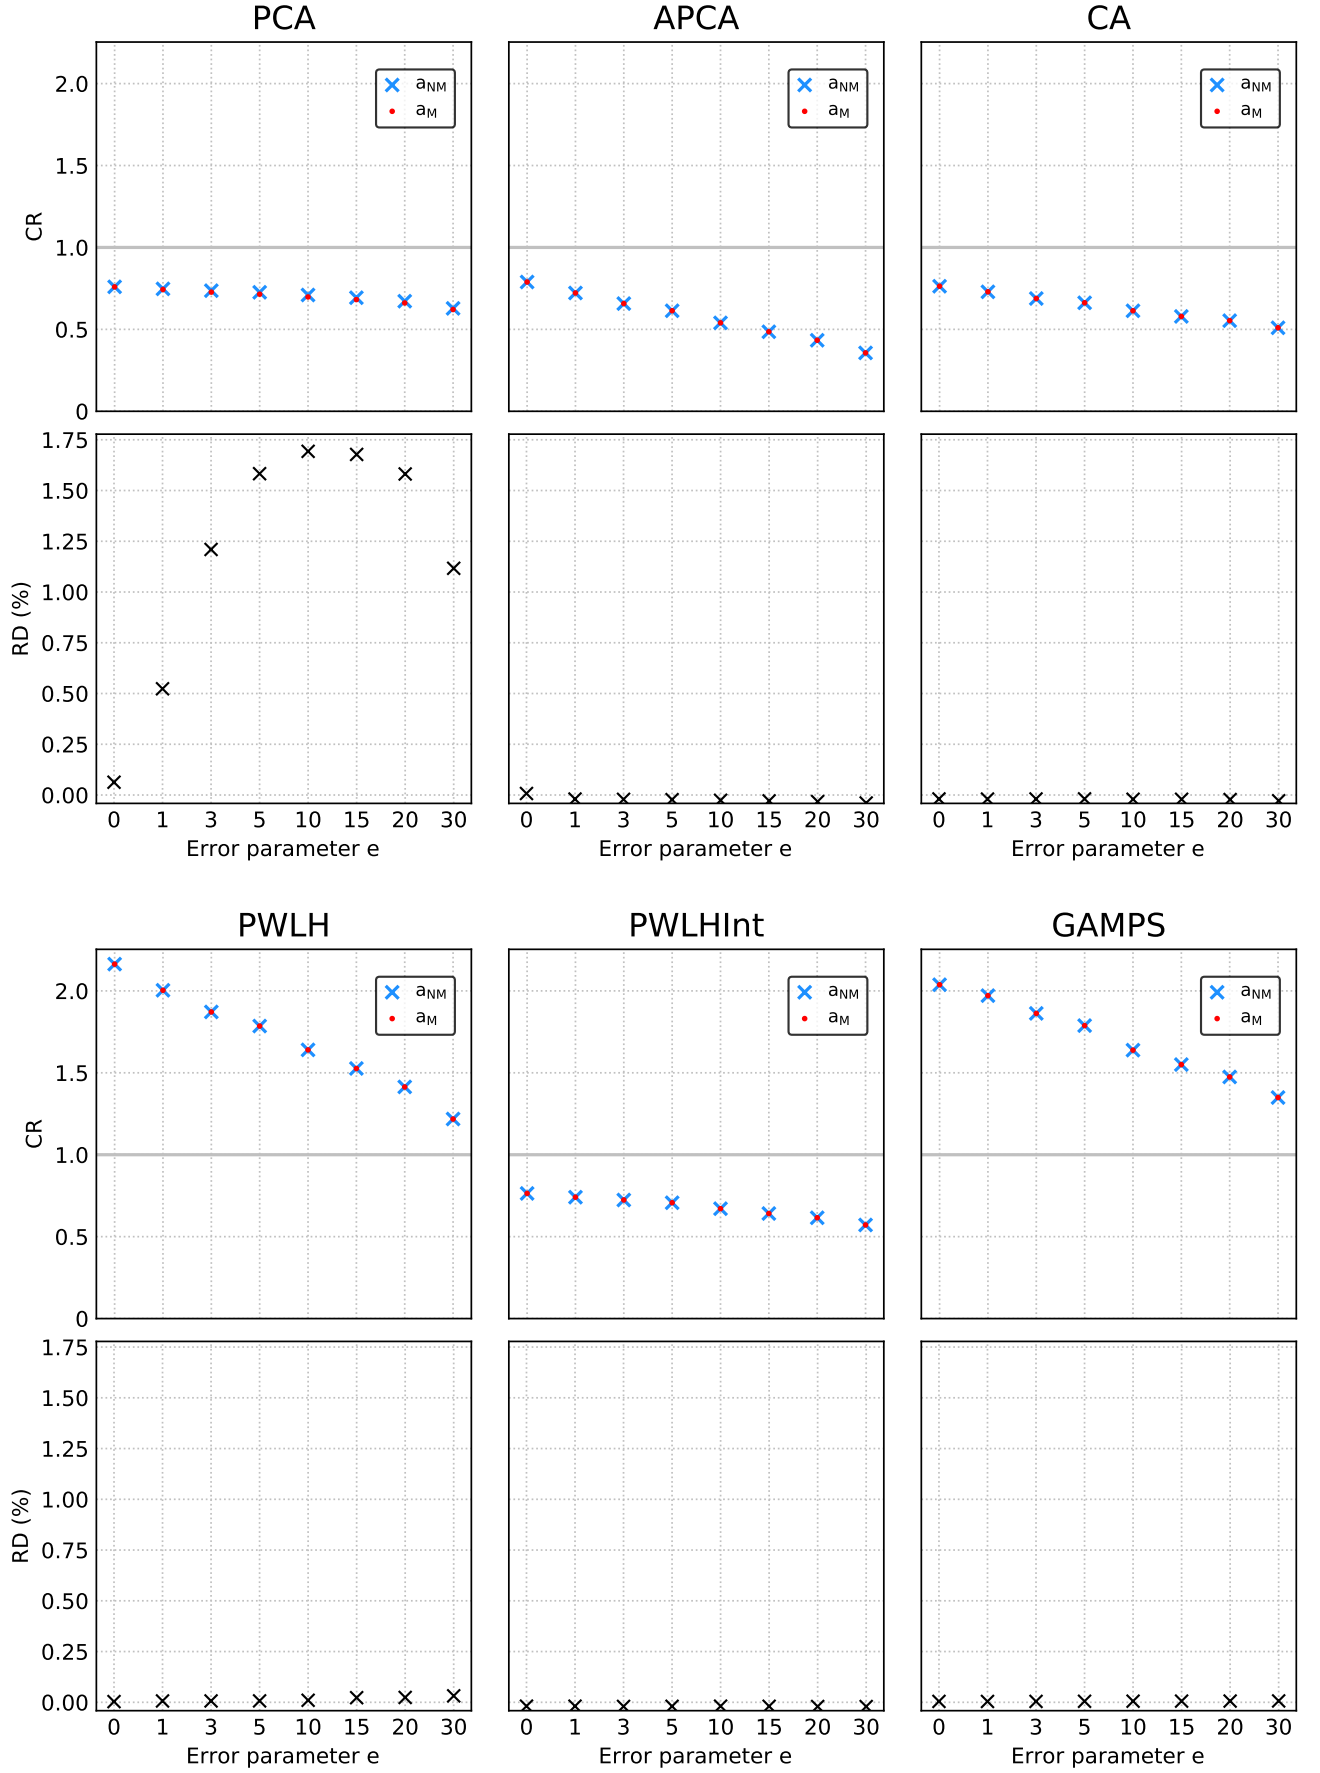 PCA
APCA
CA
2.0
1.5
1.0
0.5
0
CR
aNM
aM
aNM
aM
aNM
aM
1.75
1.50
1.25
1.00
0.75
0.50
0.25
0.00
RD (%)
0 1 3 5 10 15 20 30
0 1 3 5 10 15 20 30
0 1 3 5 10 15 20 30
Error parameter e
Error parameter e
Error parameter e
PWLH
PWLHInt
GAMPS
2.0
1.5
1.0
0.5
0
CR
aNM
aM
aNM
aM
aNM
aM
1.75
1.50
1.25
1.00
0.75
0.50
0.25
0.00
RD (%)
0 1 3 5 10 15 20 30
0 1 3 5 10 15 20 30
0 1 3 5 10 15 20 30
Error parameter e
Error parameter e
Error parameter e